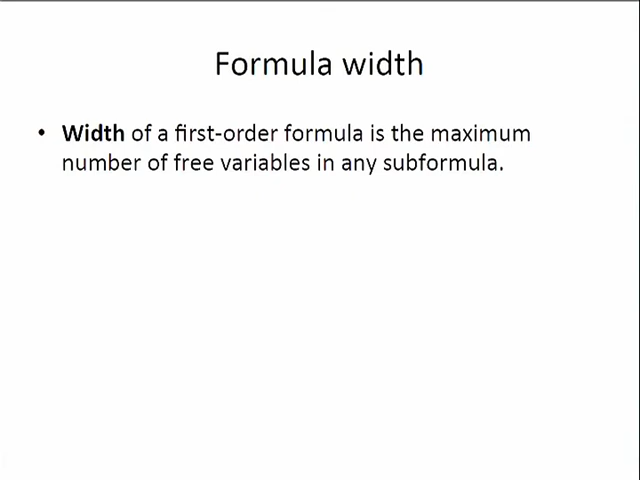 Formula width
• Width of a first-order formula is the maximum
number of free variables in any subformula.